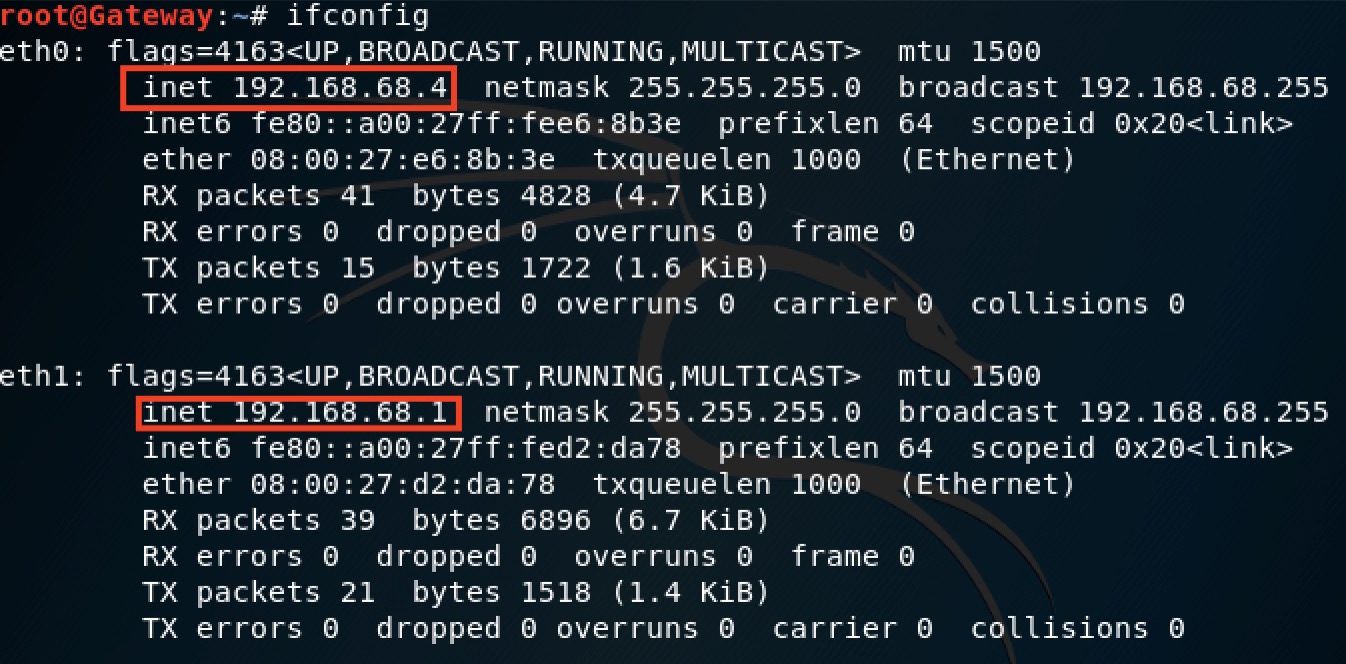 root@Gateway:~# ifconfig
eth0: flags=4163<UP,BROADCAST,RUNNING,MULTICAST>  mtu 1500
        inet 192.168.68.4  netmask 255.255.255.0  broadcast 192.168.68.255
        inet6 fe80::a00:27ff:fee6:8b3e  prefixlen 64  scopeid 0x20<link>
        ether 08:00:27:e6:8b:3e  txqueuelen 1000  (Ethernet)
        RX packets 41  bytes 4828 (4.7 KiB)
        RX errors 0  dropped 0  overruns 0  frame 0
        TX packets 15  bytes 1722 (1.6 KiB)
        TX errors 0  dropped 0 overruns 0  carrier 0  collisions 0

eth1: flags=4163<UP,BROADCAST,RUNNING,MULTICAST>  mtu 1500
        inet 192.168.68.1  netmask 255.255.255.0  broadcast 192.168.68.255
        inet6 fe80::a00:27ff:fed2:da78  prefixlen 64  scopeid 0x20<link>
        ether 08:00:27:d2:da:78  txqueuelen 1000  (Ethernet)
        RX packets 39  bytes 6896 (6.7 KiB)
        RX errors 0  dropped 0  overruns 0  frame 0
        TX packets 21  bytes 1518 (1.4 KiB)
        TX errors 0  dropped 0 overruns 0  carrier 0  collisions 0